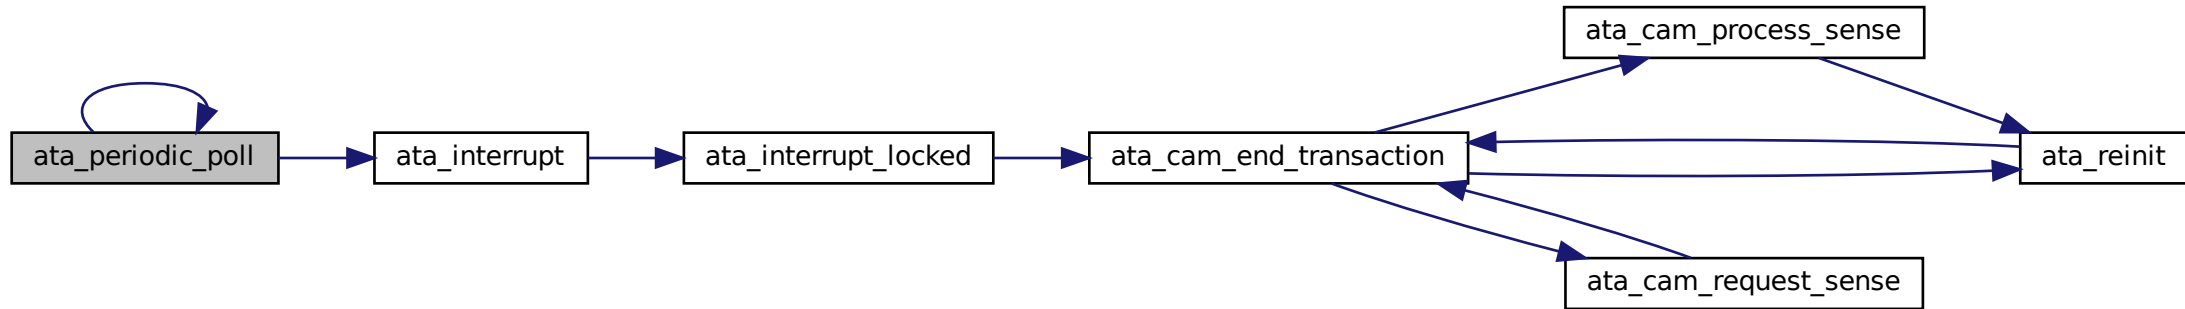 ata_cam_process_sense
ata_periodic_poll
ata_interrupt
ata_interrupt_locked
ata_cam_end_transaction
ata_reinit
ata_cam_request_sense